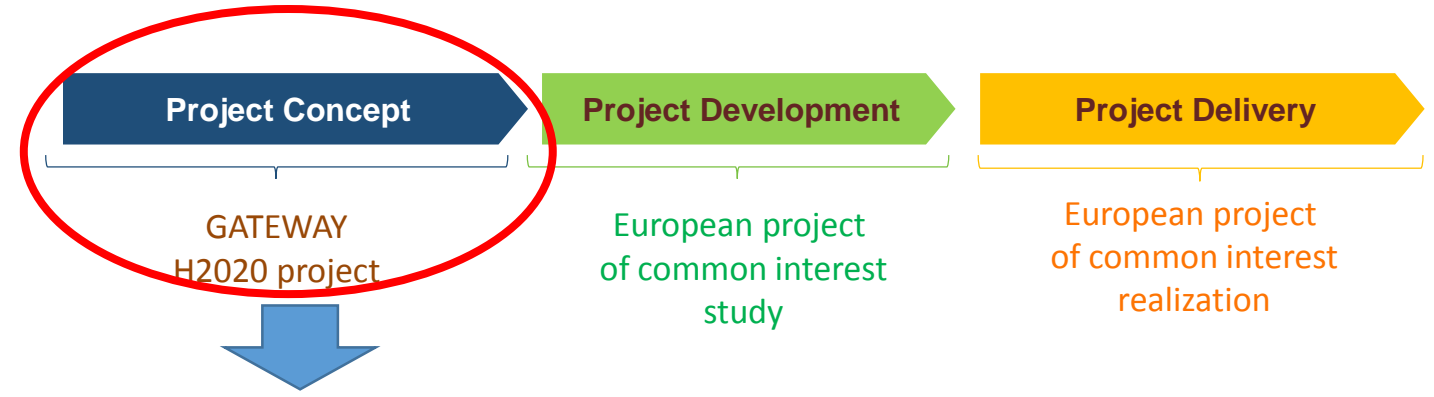 Project Concept
Project Development
Project Delivery
GATEWAY
H2020 project
European project
of common interest
study
European project
of common interest
realization